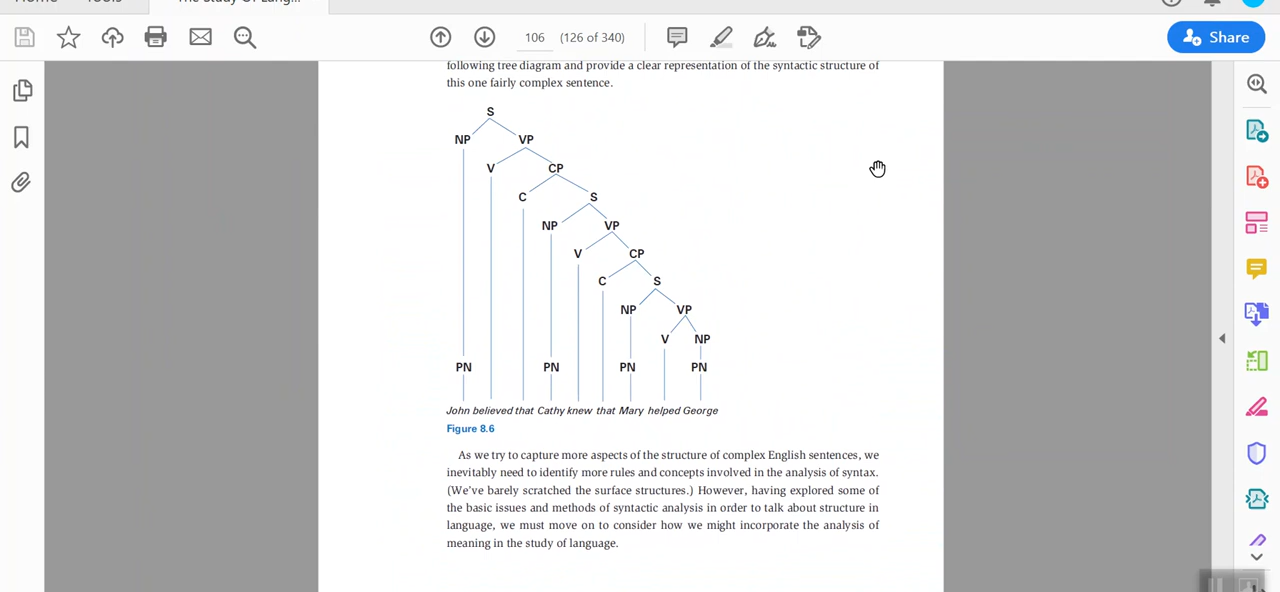 Home Tools The Study Of Lang...
106 (126 of 340) Share
following tree diagram and provide a clear representation of the syntactic structure of
this one fairly complex sentence.
S
NP VP
V CP
C S
NP VP
V CP
C S
NP VP
V NP
PN PN PN PN
John believed that Cathy knew that Mary helped George
Figure 8.6
As we try to capture more aspects of the structure of complex English sentences, we
inevitably need to identify more rules and concepts involved in the analysis of syntax.
(We've barely scratched the surface structures.) However, having explored some of
the basic issues and methods of syntactic analysis in order to talk about structure in
language, we must move on to consider how we might incorporate the analysis of
meaning in the study of language.